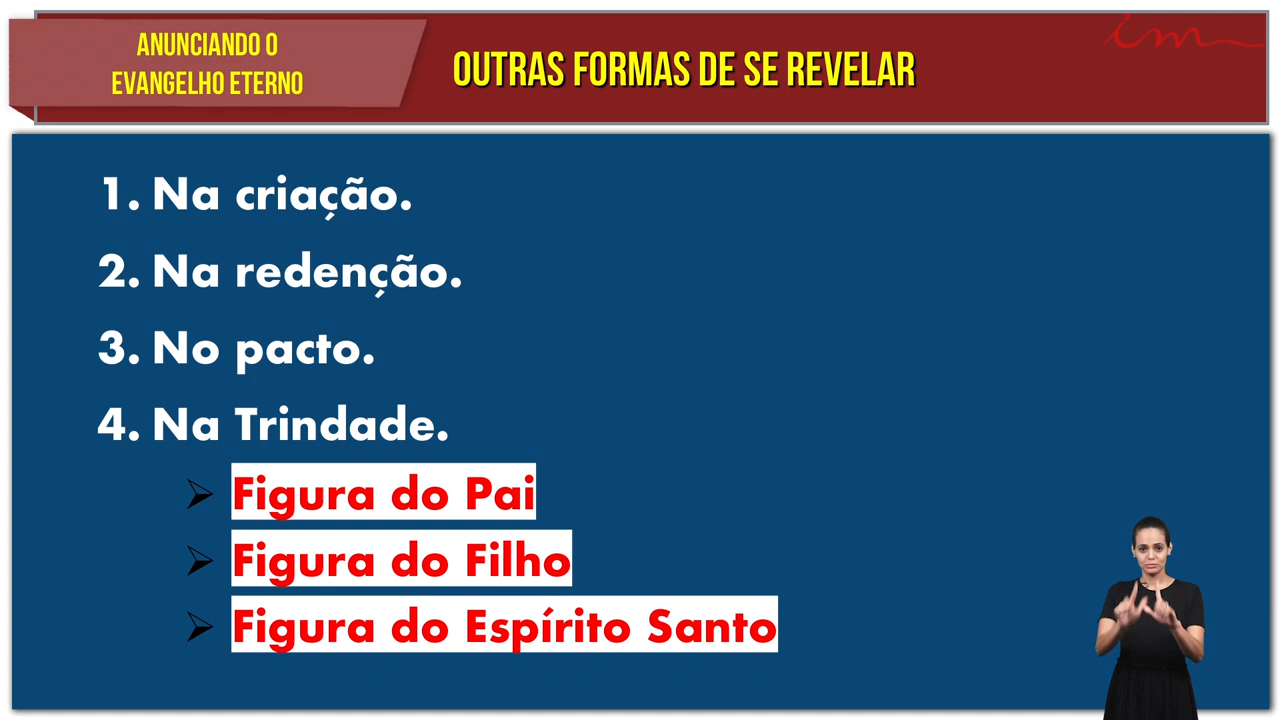 ANUNCIANDO O
EVANGELHO ETERNO
OUTRAS FORMAS DE SE REVELAR
im
1. Na criação.
2. Na redenção.
3. No pacto.
4. Na Trindade.
Figura do Pai
Figura do Filho
Figura do Espírito Santo